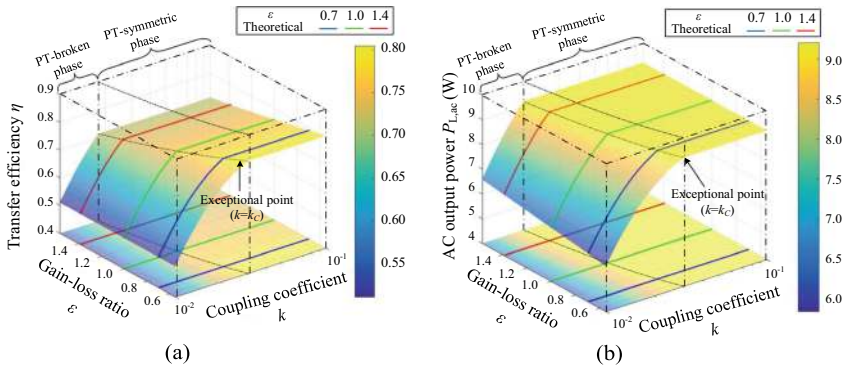 ε
Theoretical 0.7 1.0 1.4
PT-broken
phase
PT-symmetric
phase
Transfer efficiency η
0.9
0.8
0.7
0.6
0.5
0.4
Exceptional point
(k=k_C)
1.4
1.2
1.0
0.8
0.6
Gain-loss ratio
ε
10⁻²
10⁻¹
Coupling coefficient
k
0.80
0.75
0.70
0.65
0.60
0.55
(a)
ε
Theoretical 0.7 1.0 1.4
PT-broken
phase
PT-symmetric
phase
AC output power P_L,ac (W)
10
9
8
7
6
5
4
Exceptional point
(k=k_C)
1.4
1.2
1.0
0.8
0.6
Gain-loss ratio
ε
10⁻²
10⁻¹
Coupling coefficient
k
9.0
8.5
8.0
7.5
7.0
6.5
6.0
(b)